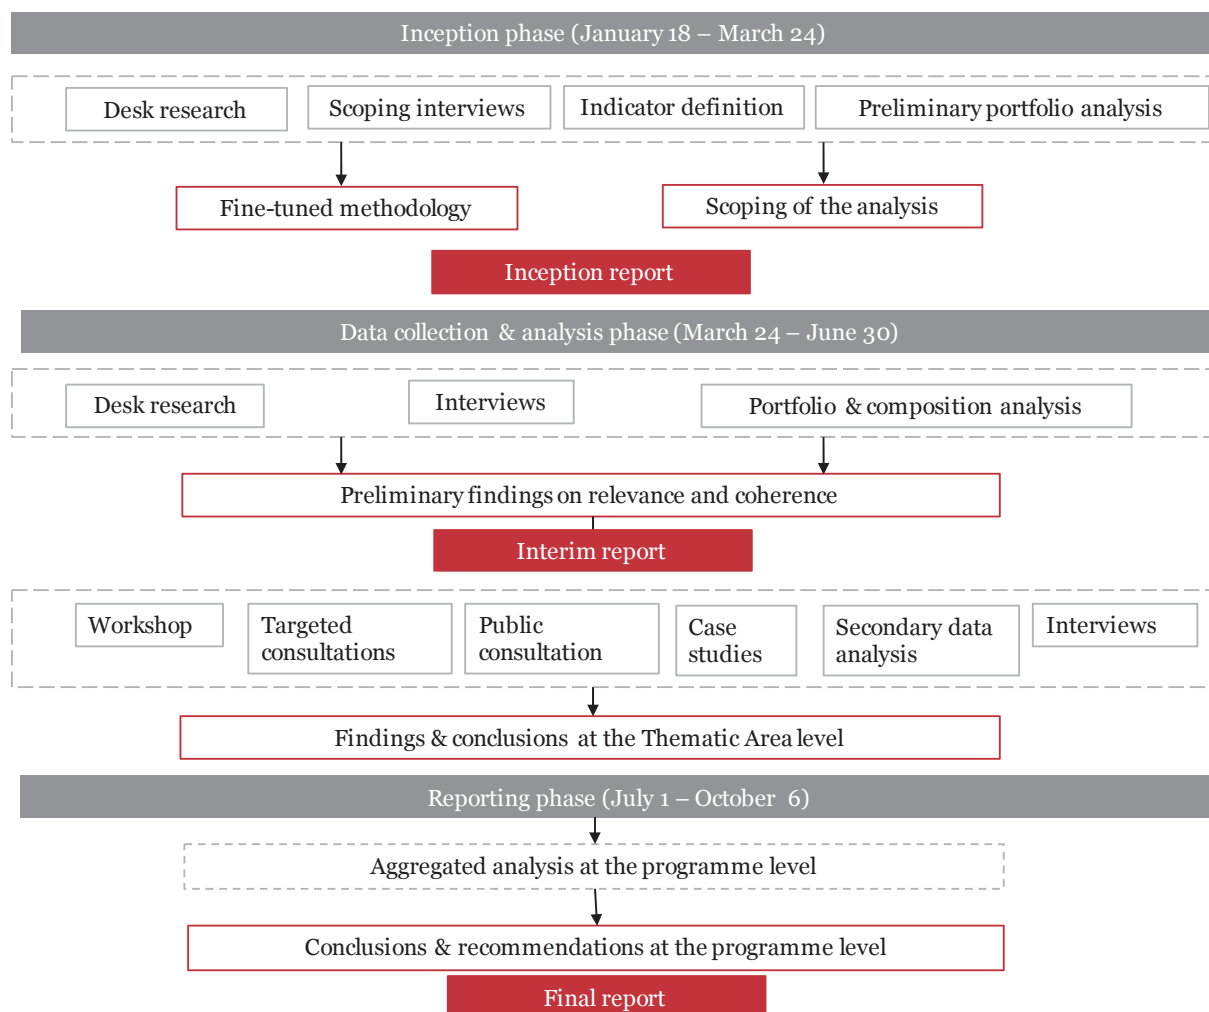 Inception phase (January 18 – March 24)
Desk research
Scoping interviews
Indicator definition
Preliminary portfolio analysis
Fine-tuned methodology
Scoping of the analysis
Inception report
Data collection & analysis phase (March 24 – June 30)
Desk research
Interviews
Portfolio & composition analysis
Preliminary findings on relevance and coherence
Interim report
Workshop
Targeted
consultations
Public
consultation
Case
studies
Secondary data
analysis
Interviews
Findings & conclusions at the Thematic Area level
Reporting phase (July 1 – October 6)
Aggregated analysis at the programme level
Conclusions & recommendations at the programme level
Final report